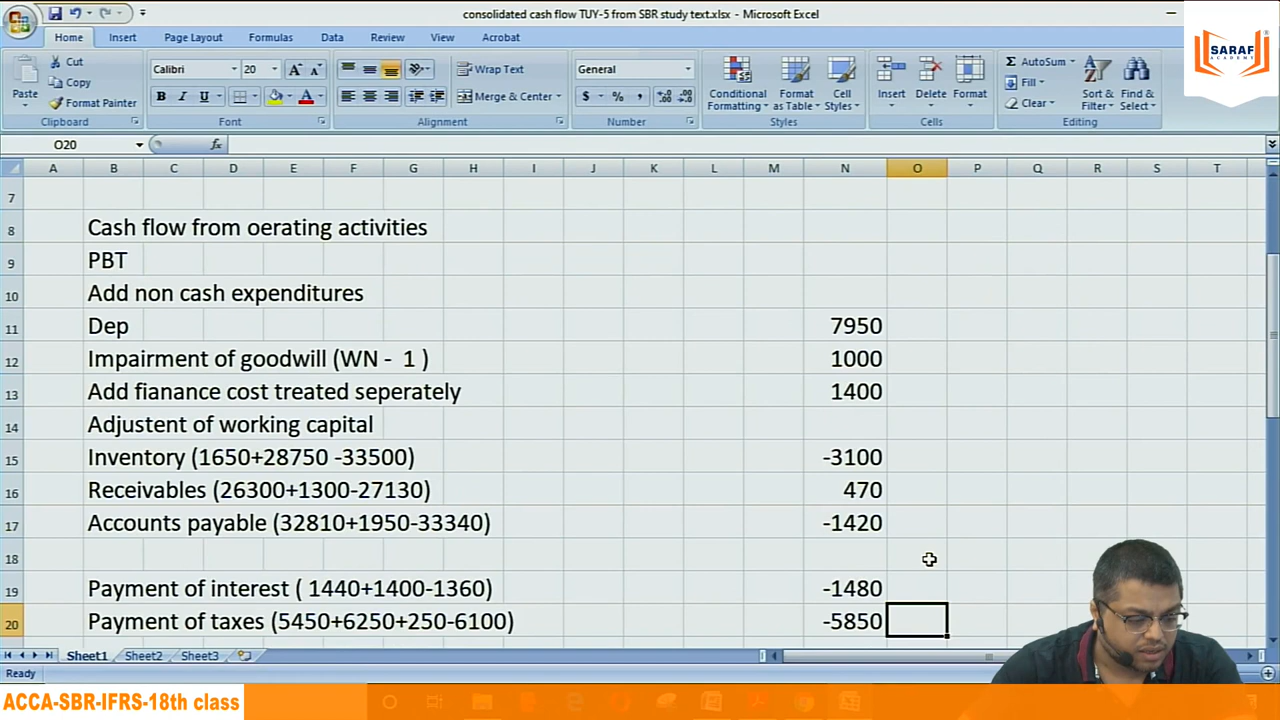 consolidated cash flow TUY-5 from SBR study text.xlsx - Microsoft Excel
SARAF
ACADEMY
Home Insert Page Layout Formulas Data Review View Acrobat
Cut Calibri 20 Wrap Text General AutoSum
Copy Fill
Paste Format Painter B I U Merge & Center $ % , Conditional Formatting Format as Table Cell Styles Insert Delete Format Clear Sort & Filter Find & Select
Clipboard Font Alignment Number Styles Cells Editing
O20 fx
A B C D E F G H I J K L M N O P Q R S T
7
8 Cash flow from oerating activities
9 PBT
10 Add non cash expenditures
11 Dep 7950
12 Impairment of goodwill (WN - 1 ) 1000
13 Add fianance cost treated seperately 1400
14 Adjustent of working capital
15 Inventory (1650+28750 -33500) -3100
16 Receivables (26300+1300-27130) 470
17 Accounts payable (32810+1950-33340) -1420
18
19 Payment of interest ( 1440+1400-1360) -1480
20 Payment of taxes (5450+6250+250-6100) -5850
Sheet1 Sheet2 Sheet3
Ready
ACCA-SBR-IFRS-18th class